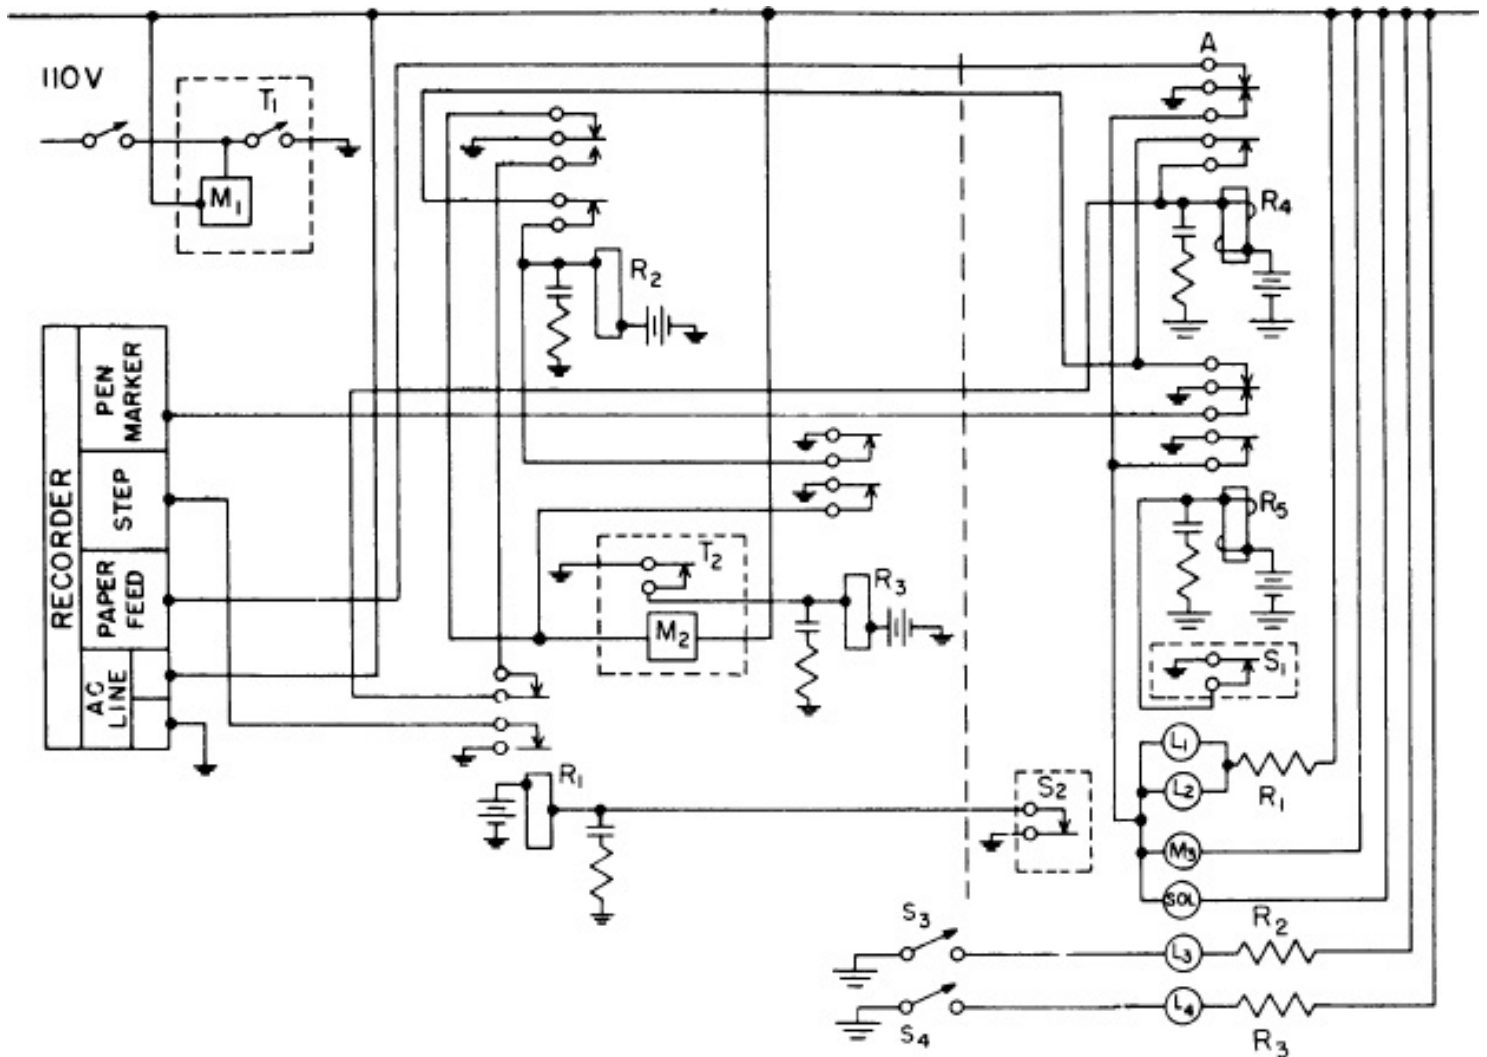 A
110V
T1
M1
R4
R2
PEN MARKER
RECORDER
STEP
R5
T2
R3
PAPER FEED
M2
S1
AC LINE
L1
R1
S2
L2
R1
M3
SOL
S3
R2
L3
L4
S4
R3